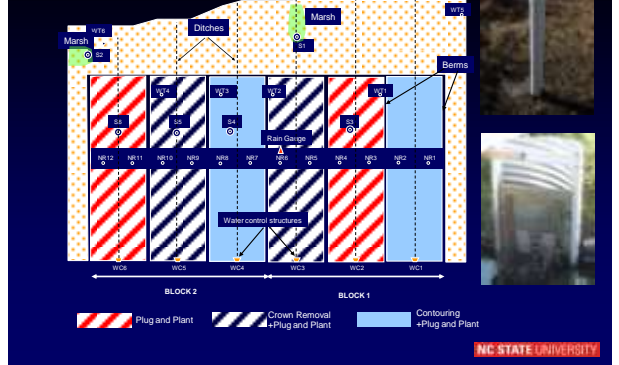 Marsh
WT5
WT6
Ditches
Marsh
S1
S2
Berms
WT4
WT3
WT2
WT1
S5
S4
S3
Rain Gauge
NR12 NR11 NR10 NR9 NR8 NR7 NR6 NR5 NR4 NR3 NR2 NR1
Water control structures
WC6 WC5 WC4 WC3 WC2 WC1
BLOCK 2
BLOCK 1
Plug and Plant
Crown Removal
+Plug and Plant
Contouring
+Plug and Plant
NC STATE UNIVERSITY